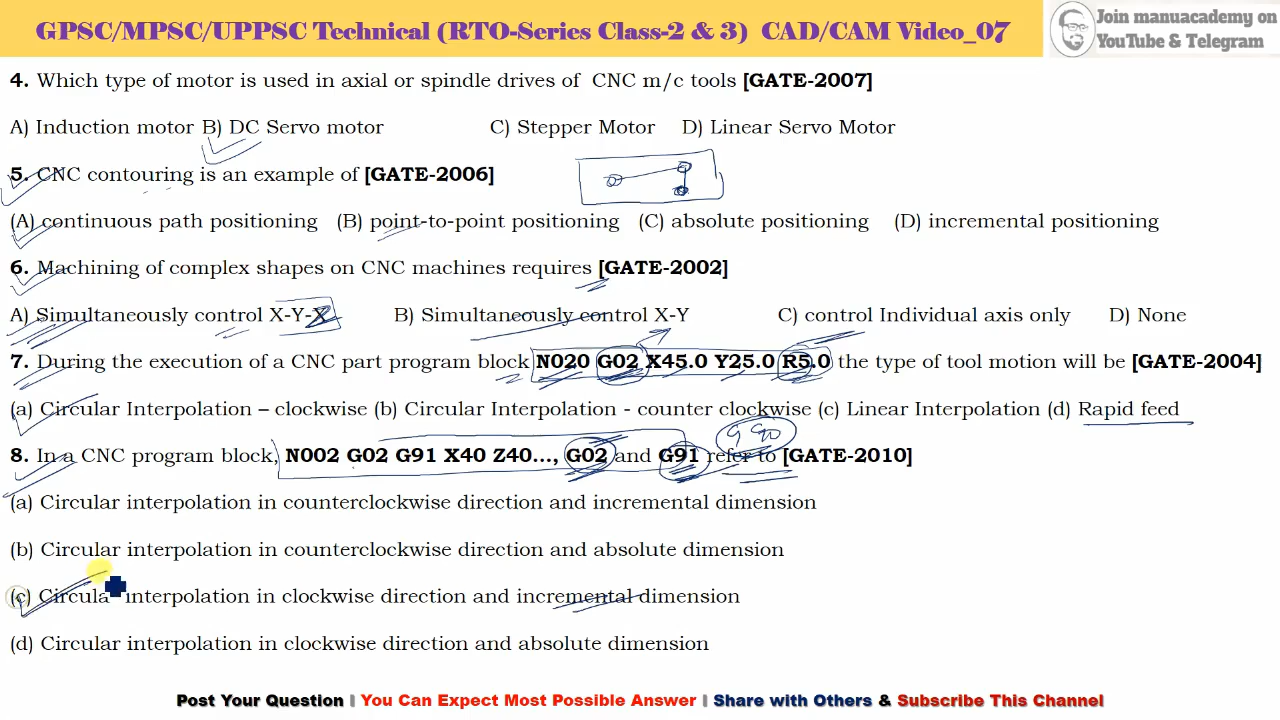 GPSC/MPSC/UPPSC Technical (RTO-Series Class-2 & 3) CAD/CAM Video_07
Join manuacademy on
YouTube & Telegram
4. Which type of motor is used in axial or spindle drives of CNC m/c tools [GATE-2007]
A) Induction motor B) DC Servo motor C) Stepper Motor D) Linear Servo Motor
5. CNC contouring is an example of [GATE-2006]
(A) continuous path positioning (B) point-to-point positioning (C) absolute positioning (D) incremental positioning
6. Machining of complex shapes on CNC machines requires [GATE-2002]
A) Simultaneously control X-Y-Z B) Simultaneously control X-Y C) control Individual axis only D) None
7. During the execution of a CNC part program block N020 G02 X45.0 Y25.0 R5.0 the type of tool motion will be [GATE-2004]
(a) Circular Interpolation – clockwise (b) Circular Interpolation - counter clockwise (c) Linear Interpolation (d) Rapid feed
G 90
8. In a CNC program block, N002 G02 G91 X40 Z40..., G02 and G91 refer to [GATE-2010]
(a) Circular interpolation in counterclockwise direction and incremental dimension
(b) Circular interpolation in counterclockwise direction and absolute dimension
(c) Circula interpolation in clockwise direction and incremental dimension
(d) Circular interpolation in clockwise direction and absolute dimension
Post Your Question | You Can Expect Most Possible Answer | Share with Others & Subscribe This Channel